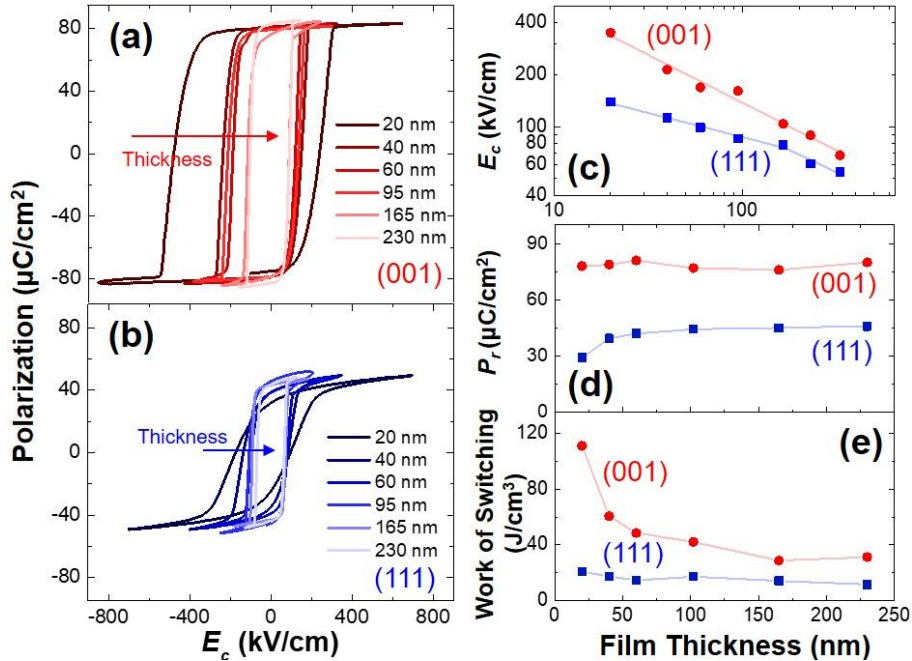 (a)
80
40
0
-40
-80
Thickness
20 nm
40 nm
60 nm
95 nm
165 nm
230 nm
(001)
(b)
80
40
0
-40
-80
Thickness
20 nm
40 nm
60 nm
95 nm
165 nm
230 nm
(111)
-800
-400
0
400
800
Ec (kV/cm)
Polarization (μC/cm²)
400
200
100
80
60
40
Ec (kV/cm)
(001)
(111)
(c)
10
100
90
60
30
0
Pr (μC/cm²)
(001)
(111)
(d)
120
80
40
0
Work of Switching
(J/cm³)
(001)
(111)
(e)
0
50
100
150
200
250
Film Thickness (nm)